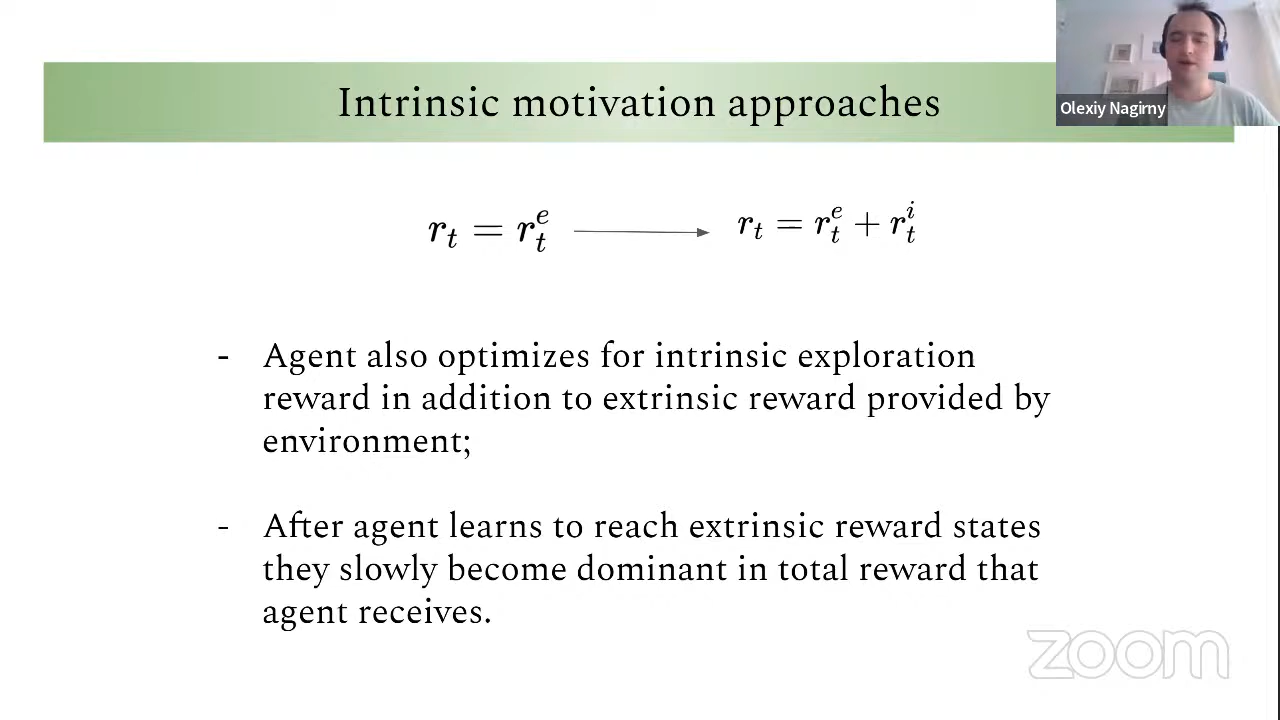 Intrinsic motivation approaches
Olexiy Nagirny
r_t = r_t^e → r_t = r_t^e + r_t^i
- Agent also optimizes for intrinsic exploration
reward in addition to extrinsic reward provided by
environment;
- After agent learns to reach extrinsic reward states
they slowly become dominant in total reward that
agent receives.
zoom